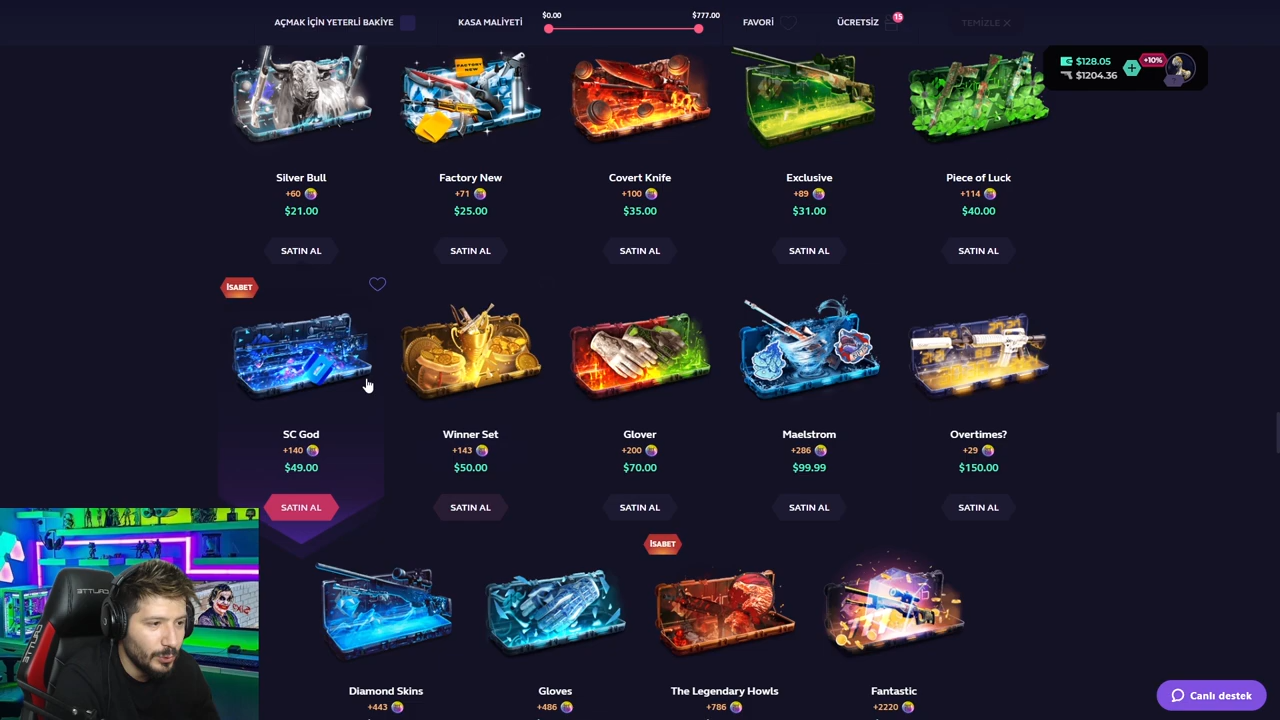 AÇMAK İÇİN YETERLİ BAKİYE
KASA MALİYETİ
$0.00
$777.00
FAVORİ
ÜCRETSİZ
15
TEMİZLE ✕
$128.05
+10%
$1204.36
FACTORY NEW
Silver Bull
Factory New
Covert Knife
Exclusive
Piece of Luck
+60
+71
+100
+89
+114
$21.00
$25.00
$35.00
$31.00
$40.00
SATIN AL
SATIN AL
SATIN AL
SATIN AL
SATIN AL
İSABET
SC God
Winner Set
Glover
Maelstrom
Overtimes?
+140
+143
+200
+286
+29
$49.00
$50.00
$70.00
$99.99
$150.00
SATIN AL
SATIN AL
SATIN AL
SATIN AL
SATIN AL
İSABET
Diamond Skins
Gloves
The Legendary Howls
Fantastic
+443
+486
+786
+2220
Canlı destek